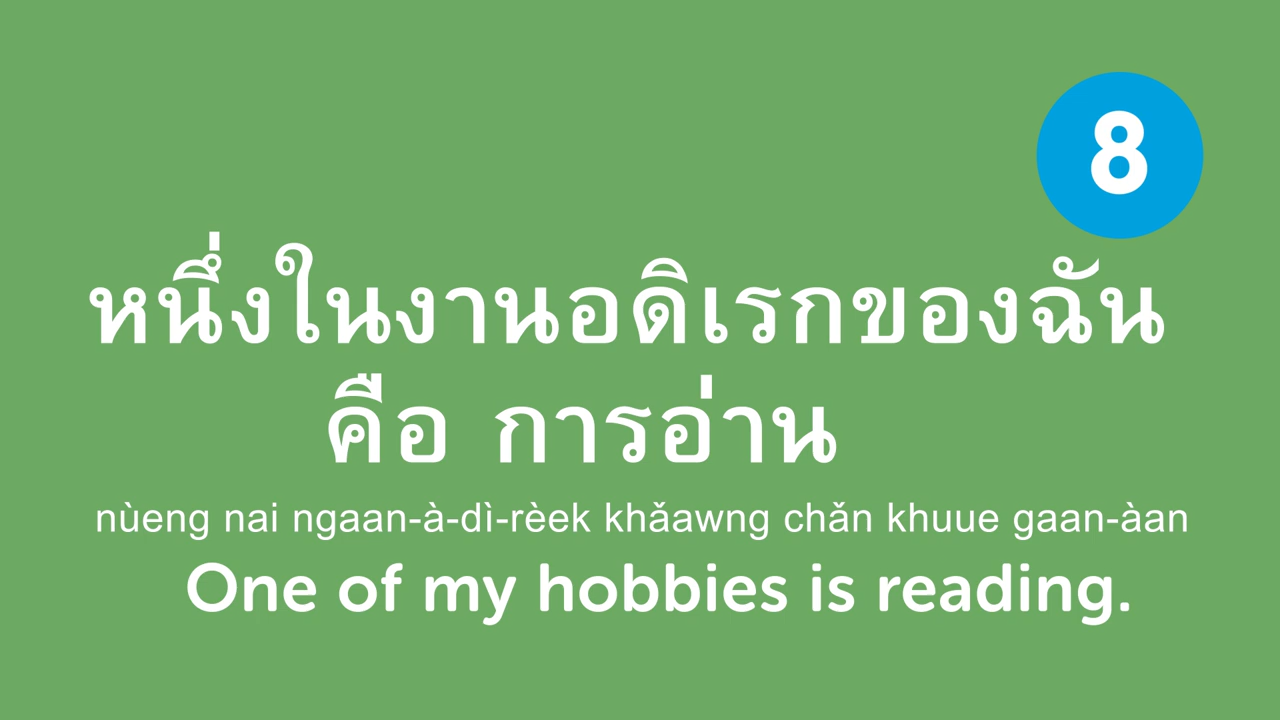 8
หนึ่งในงานอดิเรกของฉัน
คือ การอ่าน
nùeng nai ngaan-à-dì-rèek khǎawng chǎn khuue gaan-àan
One of my hobbies is reading.